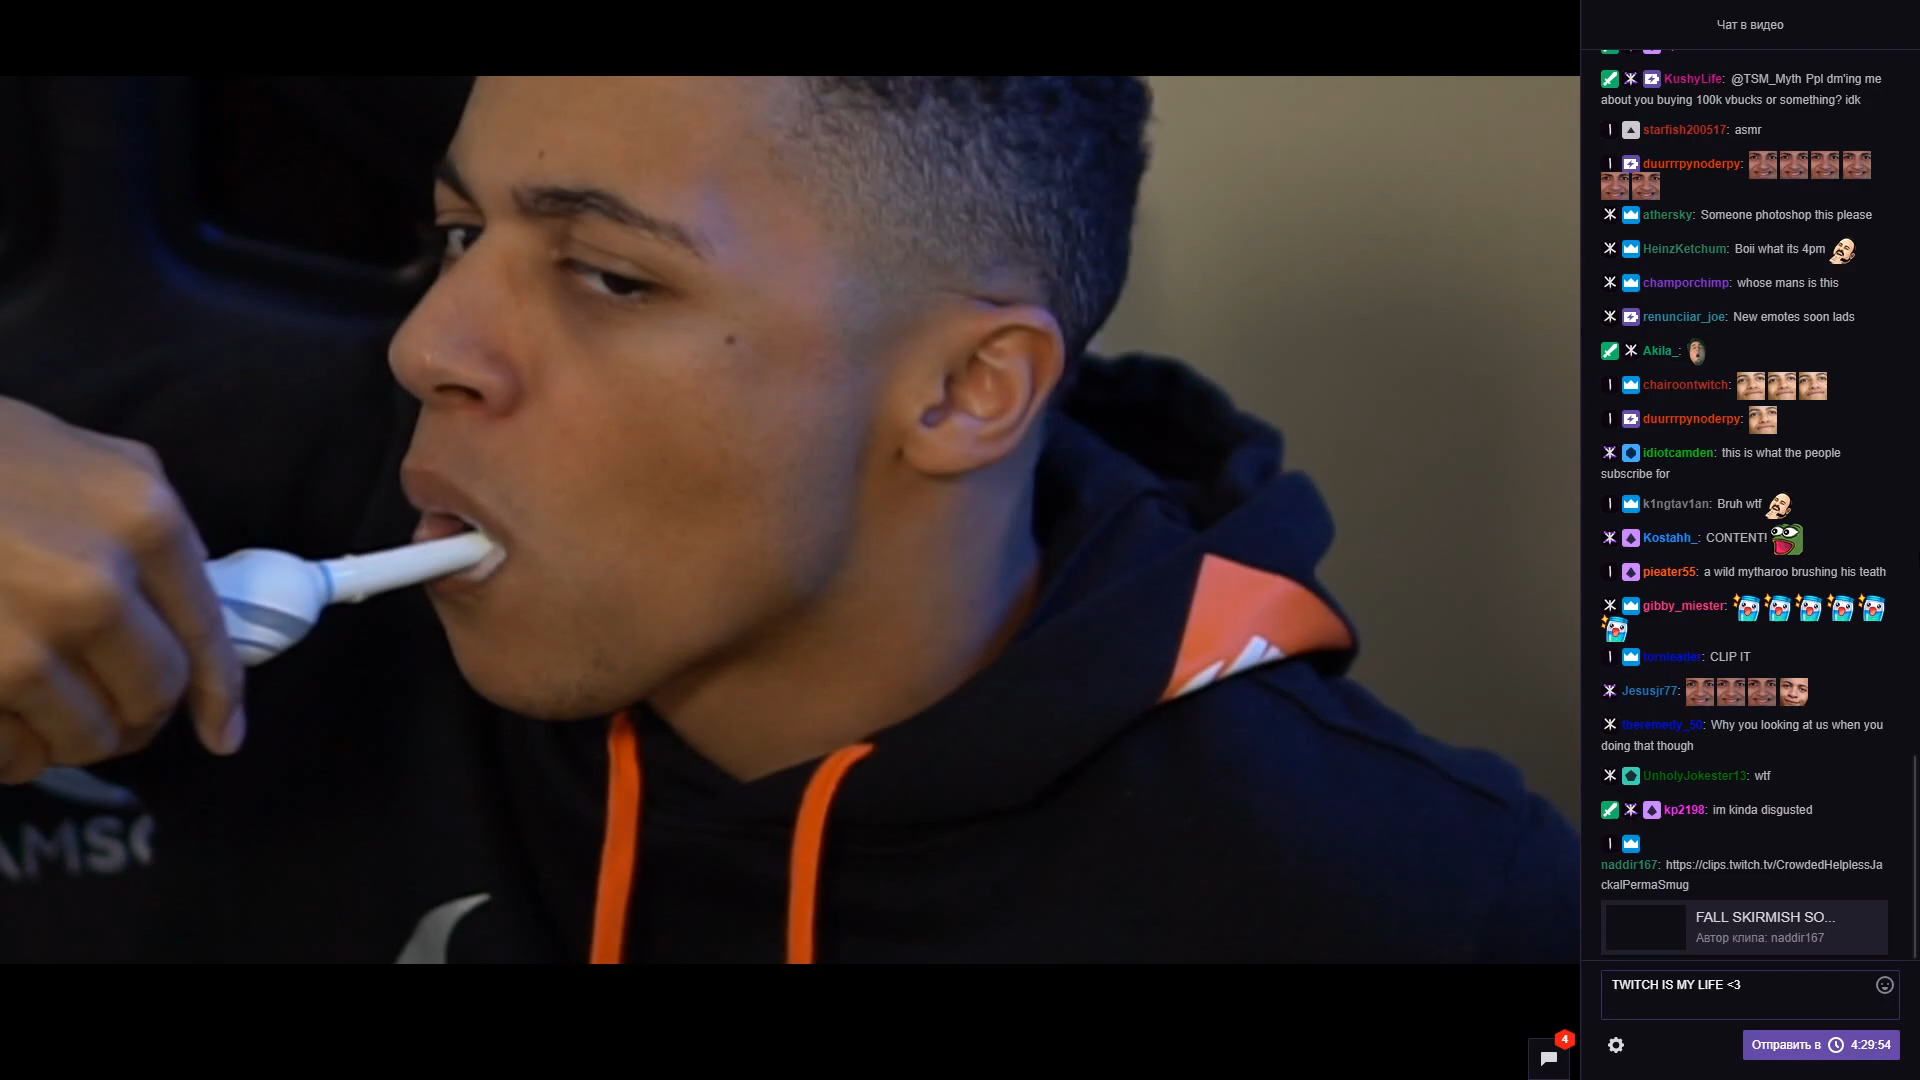 Чат в видео
KushyLife: @TSM_Myth Ppl dm'ing me
about you buying 100k vbucks or something? idk
starfish200517: asmr
duurrrpynoderpy:
athersky: Someone photoshop this please
HeinzKetchum: Boii what its 4pm
champorchimp: whose mans is this
renunciiar_joe: New emotes soon lads
Akila_:
chairoontwitch:
duurrrpynoderpy:
idiotcamden: this is what the people
subscribe for
k1ngtav1an: Bruh wtf
Kostahh_: CONTENT!
pieater55: a wild mytharoo brushing his teath
gibby_miester:
tornleader: CLIP IT
Jesusjr77:
theremedy_50: Why you looking at us when you
doing that though
UnholyJokester13: wtf
kp2198: im kinda disgusted
naddir167: https://clips.twitch.tv/CrowdedHelplessJa
ckalPermaSmug
FALL SKIRMISH SO...
Автор клипа: naddir167
TWITCH IS MY LIFE <3
4
Отправить в 4:29:54